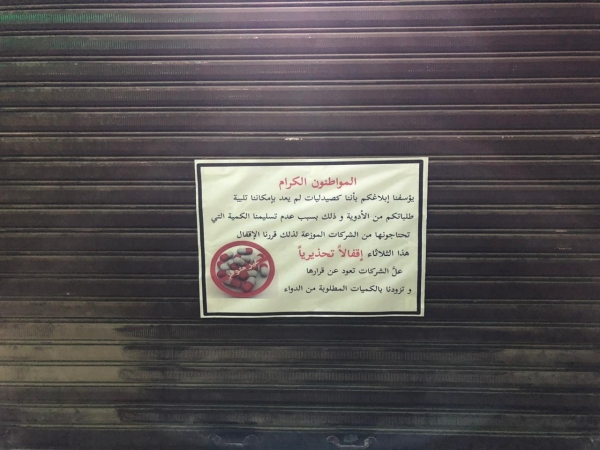 المواطنون الكرام
يؤسفنا إبلاغكم بأننا كصيدليات لم يعد بإمكاننا تلبية
طلباتكم من الأدوية و ذلك بسبب عدم تسليمنا الكمية التي
تحتاجونها من الشركات الموزعة لذلك قررنا الإقفال
هذا الثلاثاء إقفالاً تحذيرياً
علّ الشركات تعود عن قرارها
و تزودنا بالكميات المطلوبة من الدواء